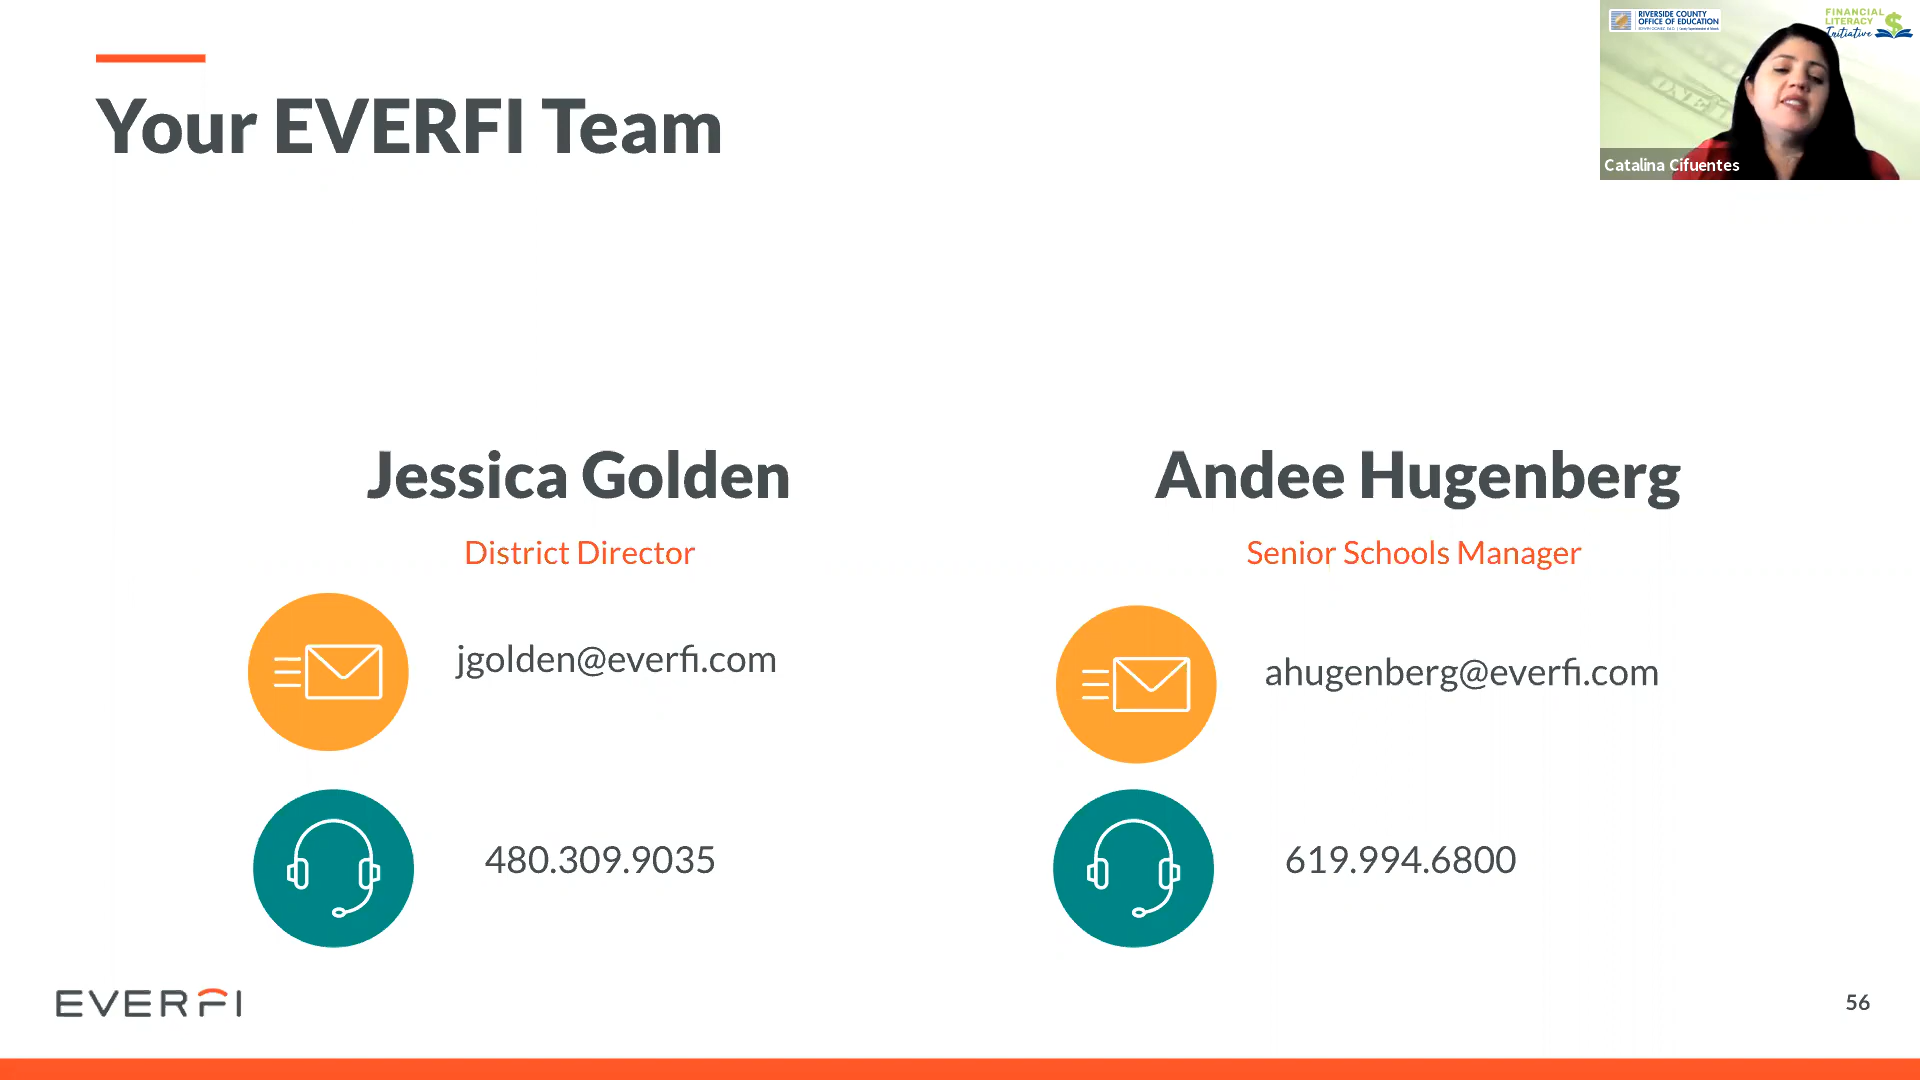 Your EVERFI Team
RIVERSIDE COUNTY
OFFICE OF EDUCATION
FINANCIAL
LITERACY
Initiative
ONE
Catalina Cifuentes
Jessica Golden
District Director
jgolden@everfi.com
480.309.9035
Andee Hugenberg
Senior Schools Manager
ahugenberg@everfi.com
619.994.6800
EVERFI
56